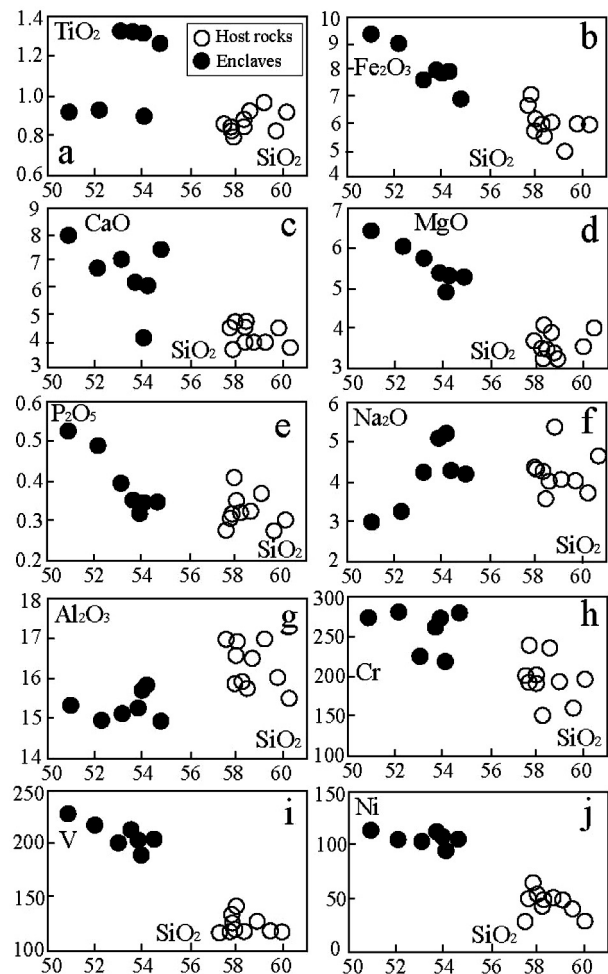 1.4 TiO₂ ○ Host rocks
● Enclaves
1.2
1.0
0.8
0.6 a SiO₂
50 52 54 56 58 60
10 b
9
8 Fe₂O₃
7
6
5 SiO₂
4
50 52 54 56 58 60
9 CaO c
8
7
6
5
4 SiO₂
3
50 52 54 56 58 60
7 MgO d
6
5
4 SiO₂
3
50 52 54 56 58 60
0.6 P₂O₅ e
0.5
0.4
0.3 SiO₂
0.2
50 52 54 56 58 60
6 Na₂O f
5
4
3 SiO₂
2
50 52 54 56 58 60
18 Al₂O₃ g
17
16
15 SiO₂
14
50 52 54 56 58 60
300 h
250
200 Cr
150 SiO₂
100
50 52 54 56 58 60
250 i
200 V
150
100 SiO₂
50 52 54 56 58 60
150 Ni j
100
50 SiO₂
0
50 52 54 56 58 60